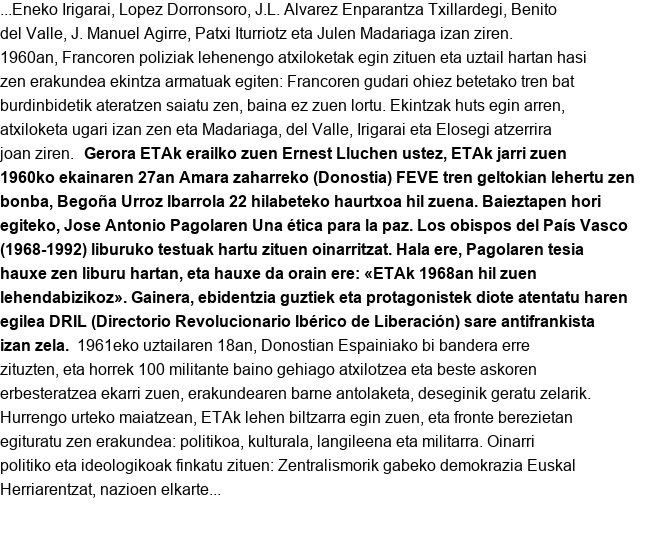 ...Eneko Irigarai, Lopez Dorronsoro, J.L. Alvarez Enparantza Txillardegi, Benito
del Valle, J. Manuel Agirre, Patxi Iturriotz eta Julen Madariaga izan ziren.
1960an, Francoren poliziak lehenengo atxiloketak egin zituen eta uztail hartan hasi
zen erakundea ekintza armatuak egiten: Francoren gudari ohiez betetako tren bat
burdinbidetik ateratzen saiatu zen, baina ez zuen lortu. Ekintzak huts egin arren,
atxiloketa ugari izan zen eta Madariaga, del Valle, Irigarai eta Elosegi atzerrira
joan ziren.  Gerora ETAk erailko zuen Ernest Lluchen ustez, ETAk jarri zuen
1960ko ekainaren 27an Amara zaharreko (Donostia) FEVE tren geltokian lehertu zen
bonba, Begoña Urroz Ibarrola 22 hilabeteko haurtxoa hil zuena. Baieztapen hori
egiteko, Jose Antonio Pagolaren Una ética para la paz. Los obispos del País Vasco
(1968-1992) liburuko testuak hartu zituen oinarritzat. Hala ere, Pagolaren tesia
hauxe zen liburu hartan, eta hauxe da orain ere: «ETAk 1968an hil zuen
lehendabizikoz». Gainera, ebidentzia guztiek eta protagonistek diote atentatu haren
egilea DRIL (Directorio Revolucionario Ibérico de Liberación) sare antifrankista
izan zela.  1961eko uztailaren 18an, Donostian Espainiako bi bandera erre
zituzten, eta horrek 100 militante baino gehiago atxilotzea eta beste askoren
erbesteratzea ekarri zuen, erakundearen barne antolaketa, deseginik geratu zelarik.
Hurrengo urteko maiatzean, ETAk lehen biltzarra egin zuen, eta fronte berezietan
egituratu zen erakundea: politikoa, kulturala, langileena eta militarra. Oinarri
politiko eta ideologikoak finkatu zituen: Zentralismorik gabeko demokrazia Euskal
Herriarentzat, nazioen elkarte...